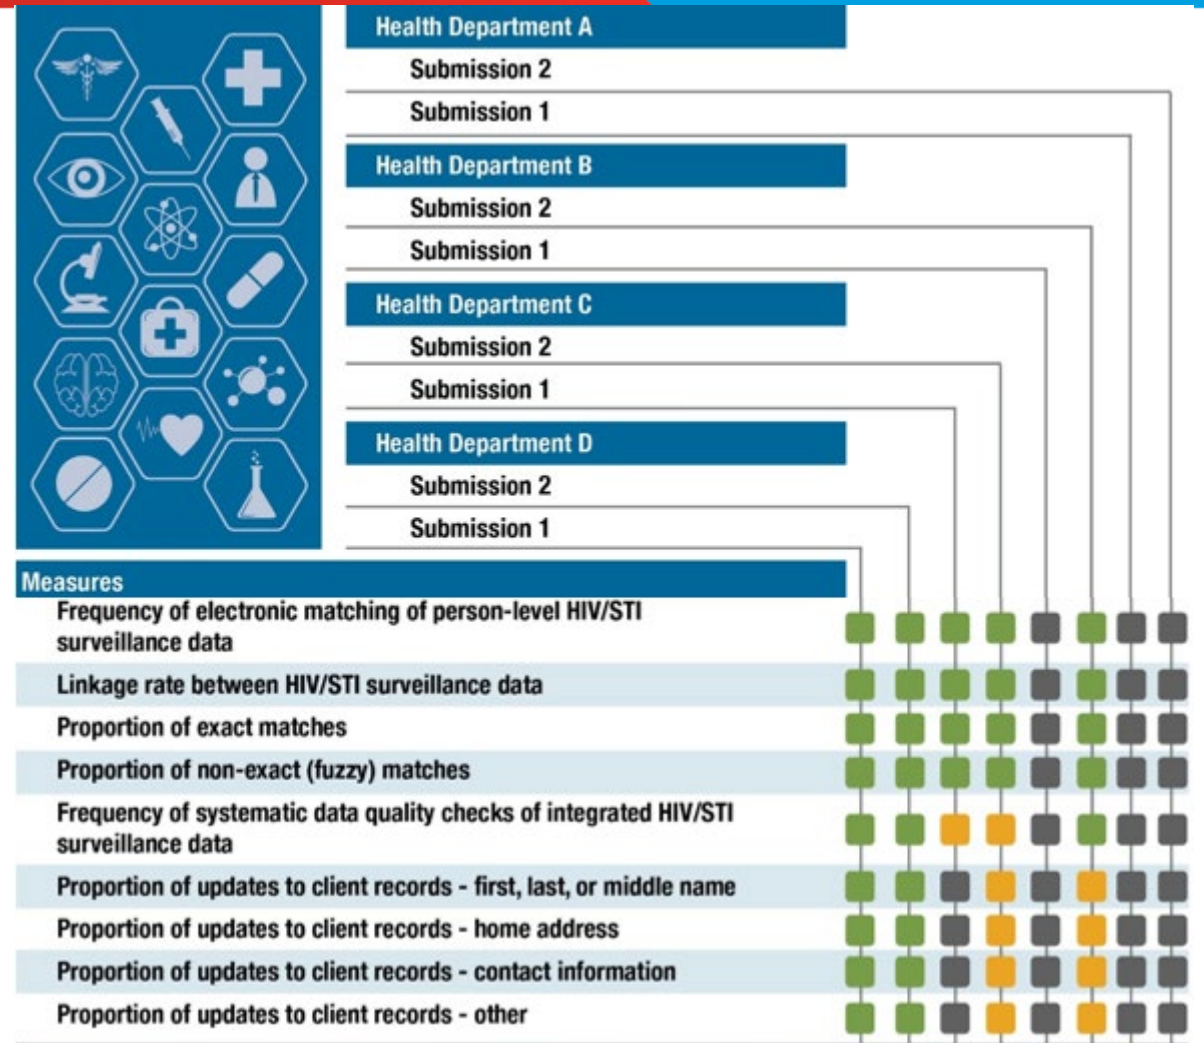 Health Department A
Submission 2
Submission 1
Health Department B
Submission 2
Submission 1
Health Department C
Submission 2
Submission 1
Health Department D
Submission 2
Submission 1
Measures
Frequency of electronic matching of person-level HIV/STI
surveillance data
Linkage rate between HIV/STI surveillance data
Proportion of exact matches
Proportion of non-exact (fuzzy) matches
Frequency of systematic data quality checks of integrated HIV/STI
surveillance data
Proportion of updates to client records - first, last, or middle name
Proportion of updates to client records - home address
Proportion of updates to client records - contact information
Proportion of updates to client records - other